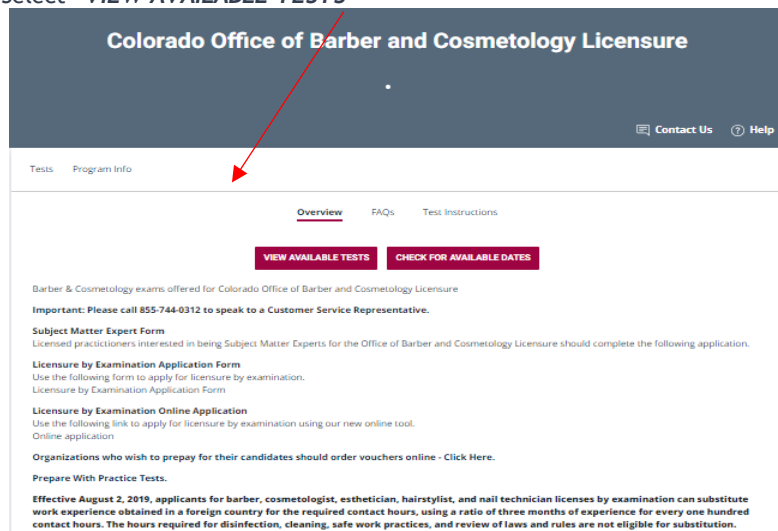 select "VIEW AVAILABLE TESTS"
Colorado Office of Barber and Cosmetology Licensure
.
Contact Us ? Help
Tests Program Info
Overview FAQs Test Instructions
VIEW AVAILABLE TESTS CHECK FOR AVAILABLE DATES
Barber & Cosmetology exams offered for Colorado Office of Barber and Cosmetology Licensure
Important: Please call 855-744-0312 to speak to a Customer Service Representative.
Subject Matter Expert Form
Licensed practictioners interested in being Subject Matter Experts for the Office of Barber and Cosmetology Licensure should complete the following application.
Licensure by Examination Application Form
Use the following form to apply for licensure by examination.
Licensure by Examination Application Form
Licensure by Examination Online Application
Use the following link to apply for licensure by examination using our new online tool.
Online application
Organizations who wish to prepay for their candidates should order vouchers online - Click Here.
Prepare With Practice Tests.
Effective August 2, 2019, applicants for barber, cosmetologist, esthetician, hairstylist, and nail technician licenses by examination can substitute
work experience obtained in a foreign country for the required contact hours, using a ratio of three months of experience for every one hundred
contact hours. The hours required for disinfection, cleaning, safe work practices, and review of laws and rules are not eligible for substitution.